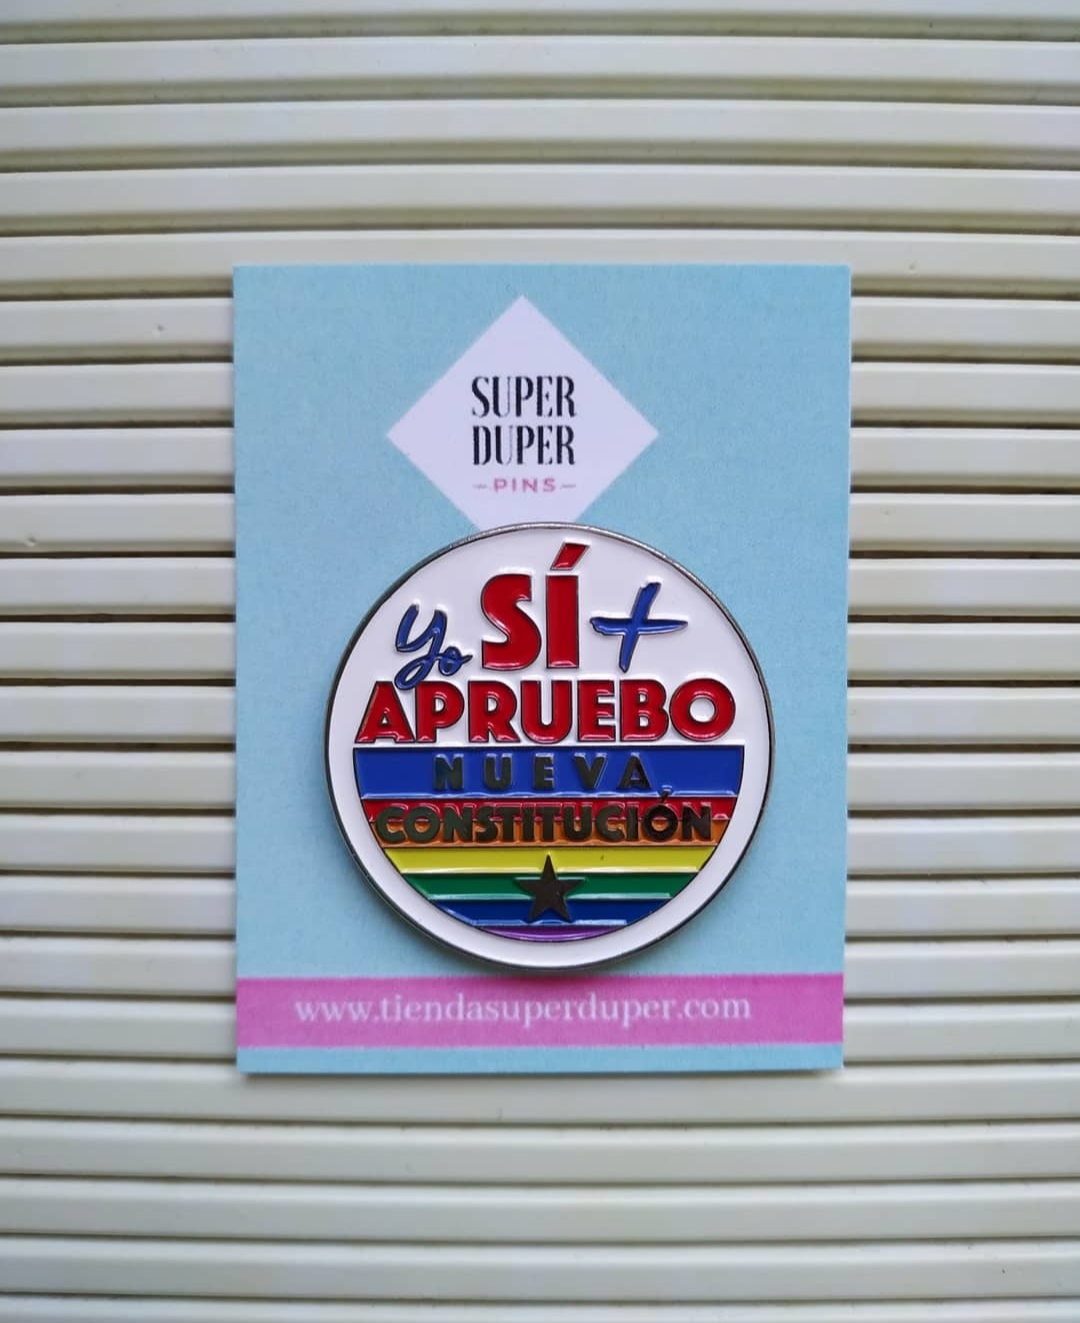 SUPER
DUPER
PINS
Yo SÍ +
APRUEBO
NUEVA
CONSTITUCIÓN
www.tiendasuperduper.com